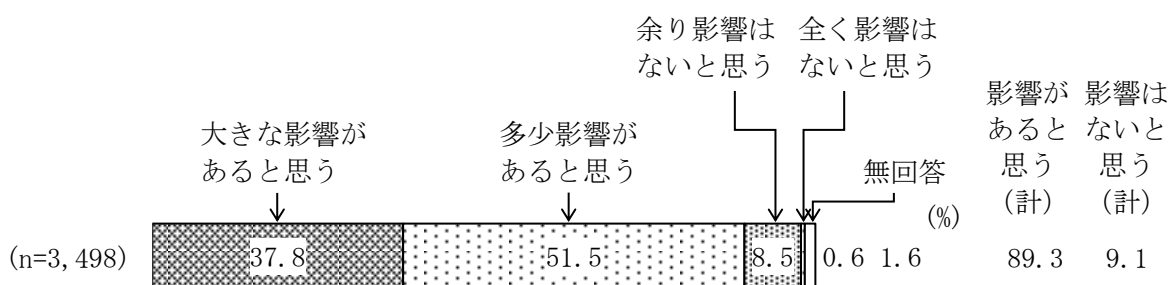 余り影響は
ないと思う
全く影響は
ないと思う
影響が
あると
思う
（計）
影響は
ないと
思う
（計）
大きな影響が
あると思う
多少影響が
あると思う
無回答
(%)
(n=3,498)
37.8
51.5
8.5
0.6
1.6
89.3
9.1